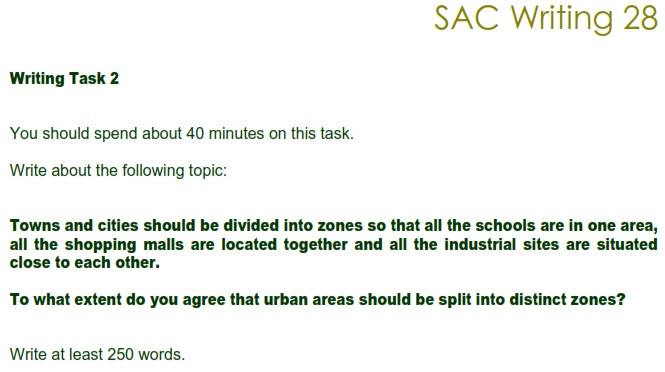 SAC Writing 28
Writing Task 2
You should spend about 40 minutes on this task.
Write about the following topic:
Towns and cities should be divided into zones so that all the schools are in one area,
all the shopping malls are located together and all the industrial sites are situated
close to each other.
To what extent do you agree that urban areas should be split into distinct zones?
Write at least 250 words.